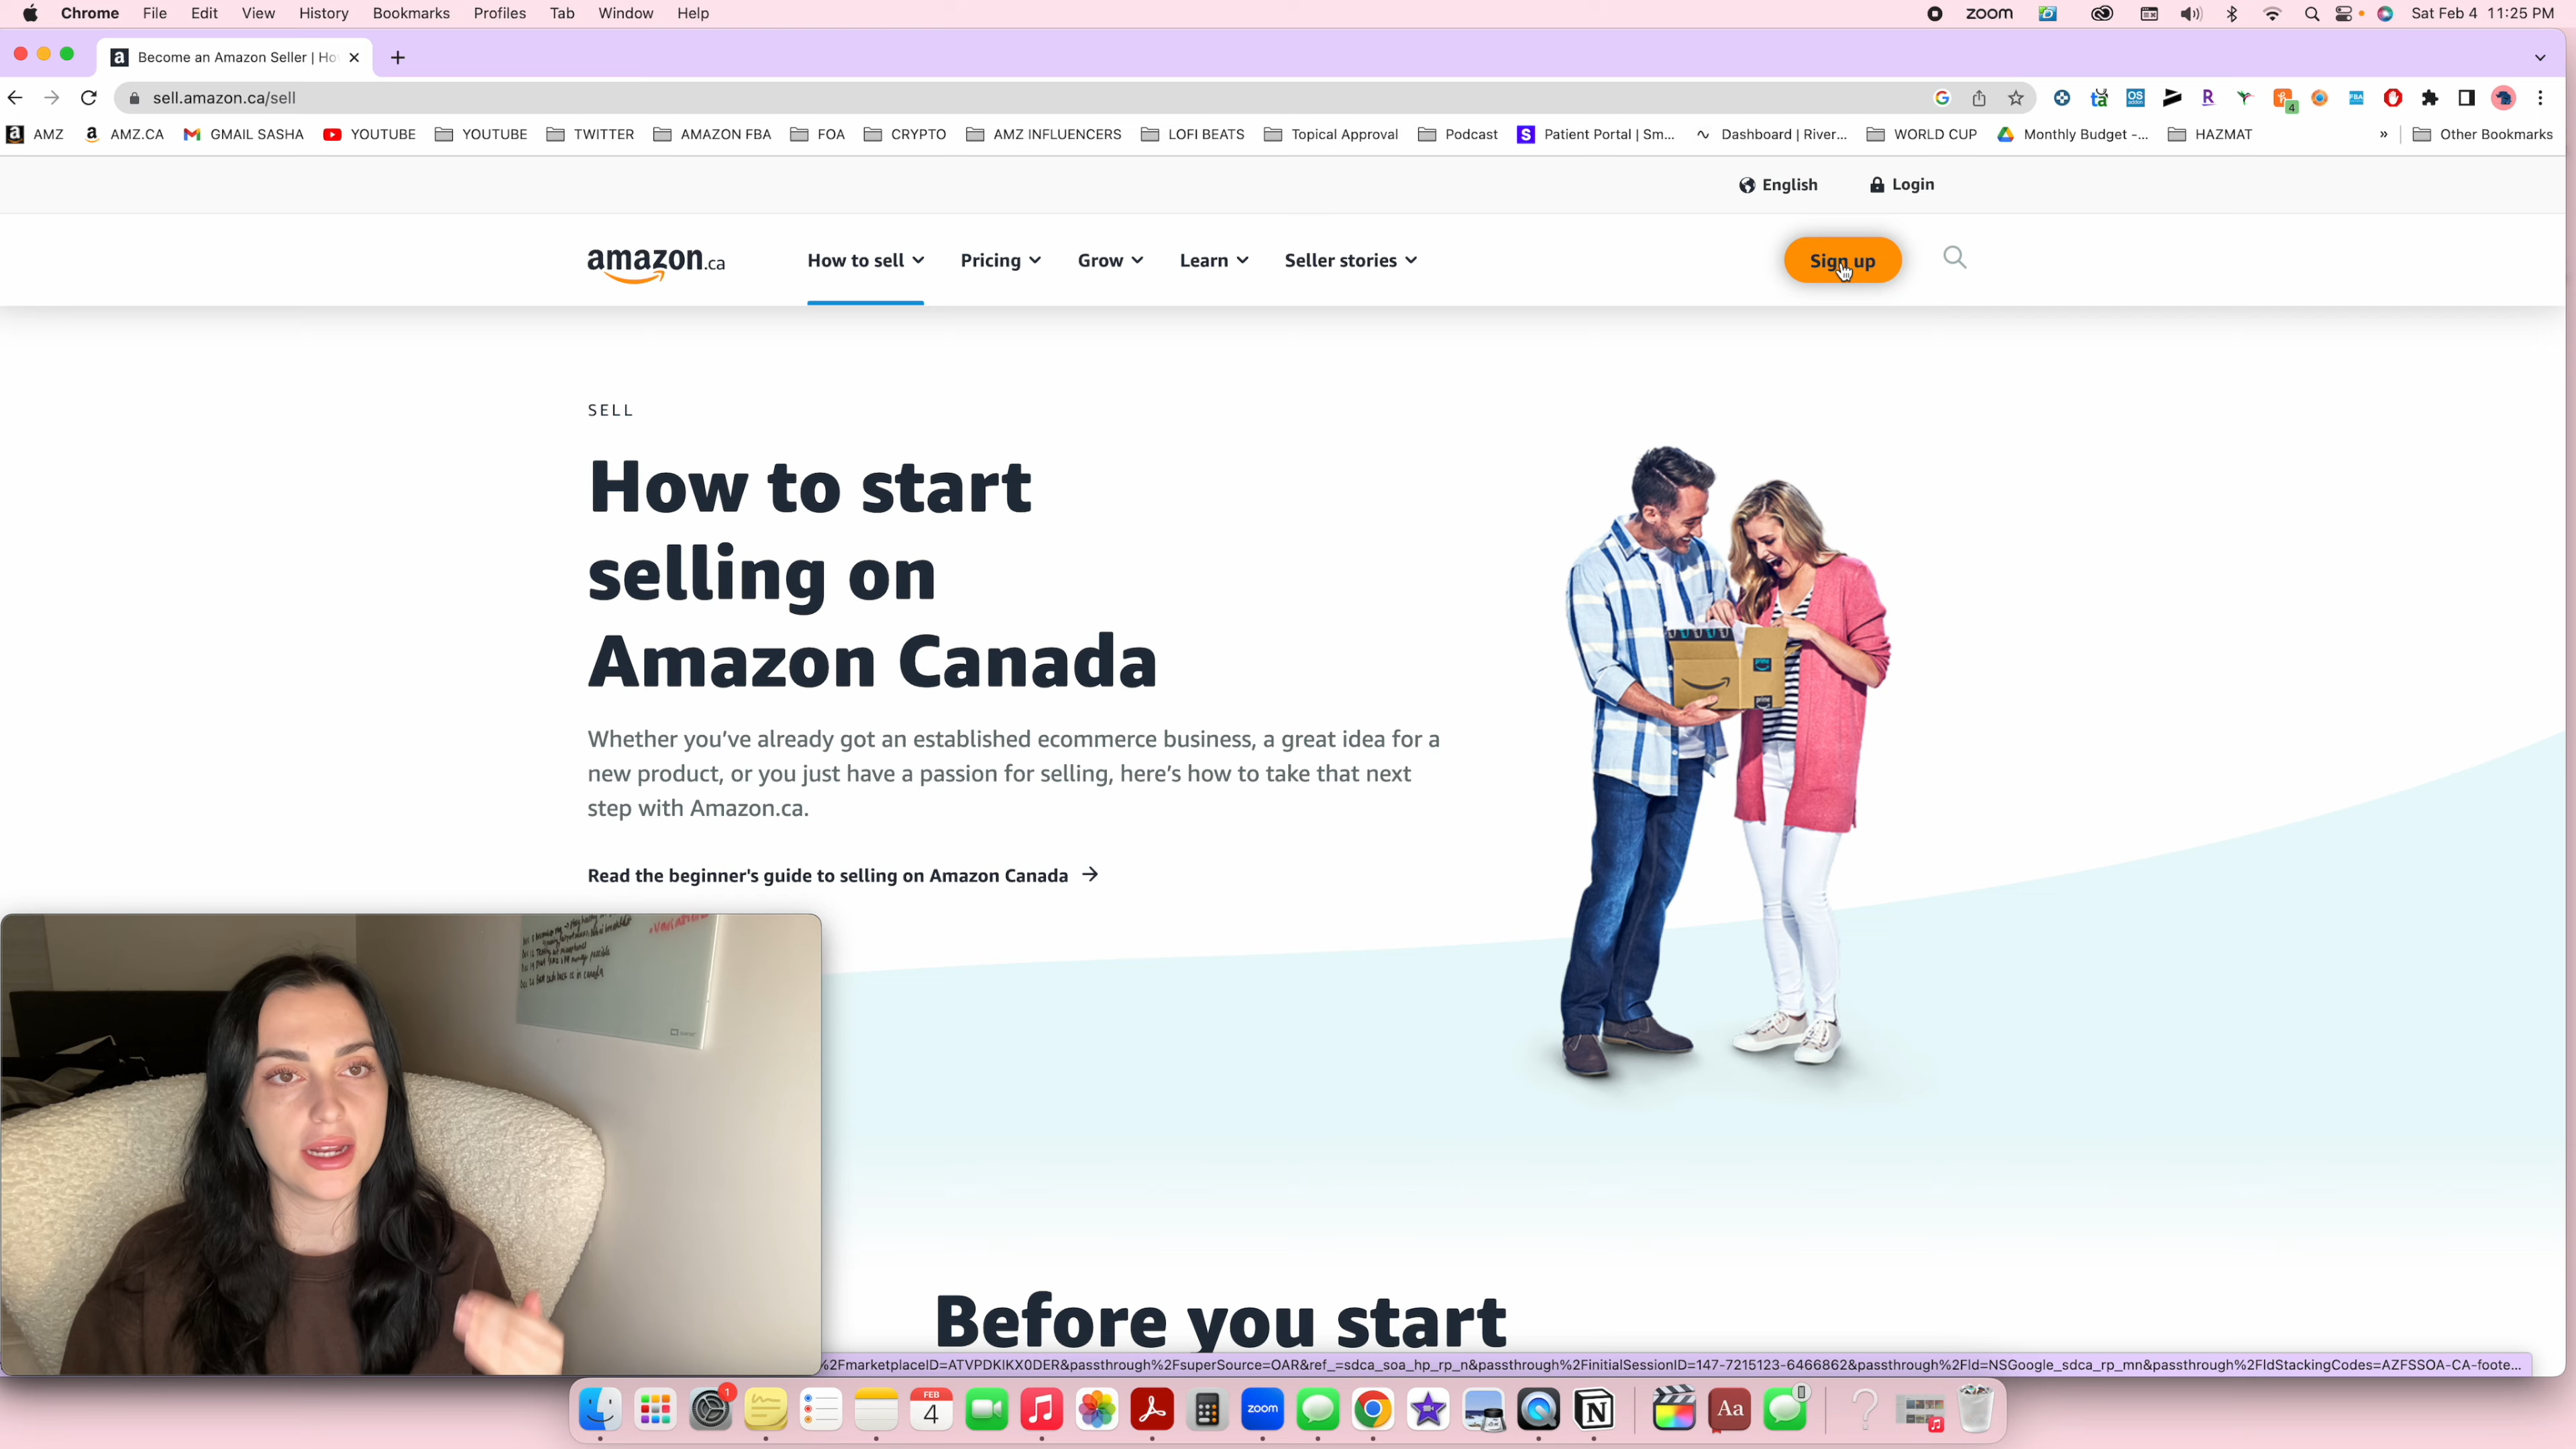 Chrome File Edit View History Bookmarks Profiles Tab Window Help zoom Sat Feb 4 11:25 PM
Become an Amazon Seller | Ho
sell.amazon.ca/sell
4
AMZ AMZ.CA GMAIL SASHA YOUTUBE YOUTUBE TWITTER AMAZON FBA FOA CRYPTO AMZ INFLUENCERS LOFI BEATS Topical Approval Podcast Patient Portal | Sm... Dashboard | River... WORLD CUP Monthly Budget -... HAZMAT » Other Bookmarks
English Login
amazon.ca How to sell Pricing Grow Learn Seller stories Sign up
SELL
How to start
selling on
Amazon Canada
Whether you've already got an established ecommerce business, a great idea for a
new product, or you just have a passion for selling, here's how to take that next
step with Amazon.ca.
Read the beginner's guide to selling on Amazon Canada →
Before you start
%2FmarketplaceID=ATVPDKIKX0DER&passthrough%2FsuperSource=OAR&ref_=sdca_soa_hp_rp_n&passthrough%2FinitialSessionID=147-7215123-6466862&passthrough%2Fld=NSGoogle_sdca_rp_mn&passthrough%2FldStackingCodes=AZFSSOA-CA-foote...
1
FEB
4
zoom
Aa